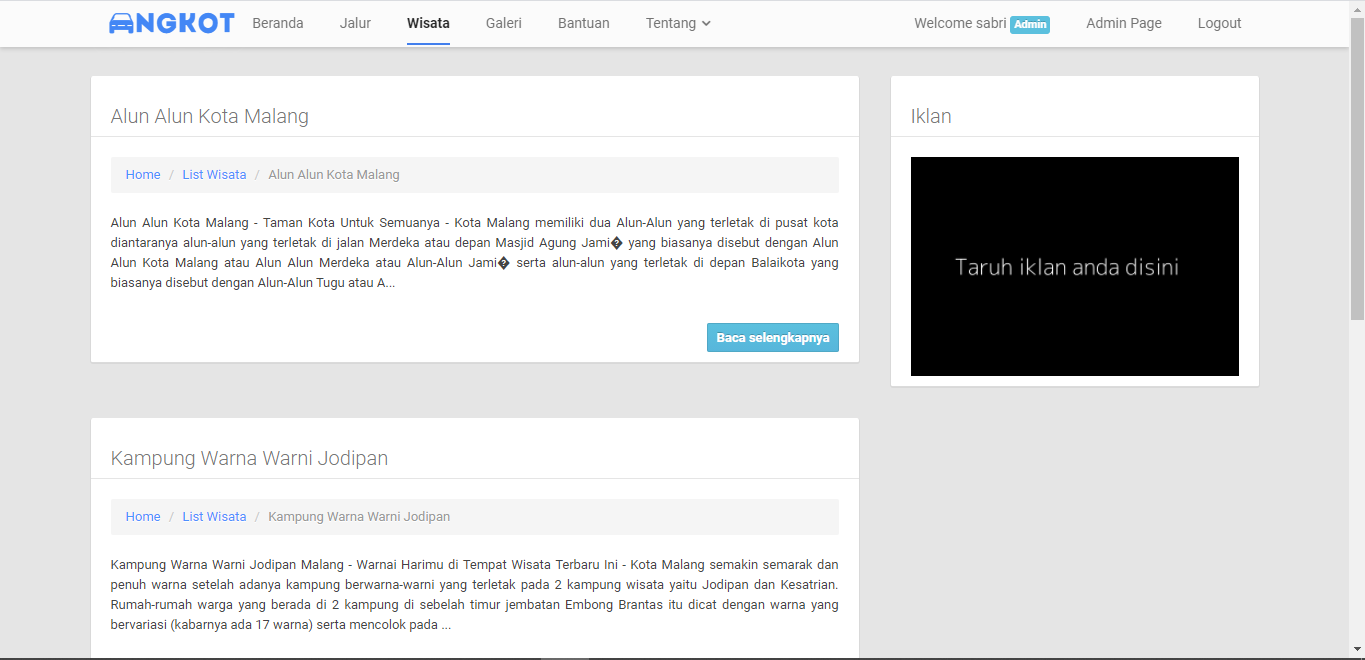 ANGKOT Beranda Jalur Wisata Galeri Bantuan Tentang Welcome sabri Admin Admin Page Logout
Alun Alun Kota Malang
Home / List Wisata / Alun Alun Kota Malang
Alun Alun Kota Malang - Taman Kota Untuk Semuanya - Kota Malang memiliki dua Alun-Alun yang terletak di pusat kota
diantaranya alun-alun yang terletak di jalan Merdeka atau depan Masjid Agung Jami� yang biasanya disebut dengan Alun
Alun Kota Malang atau Alun Alun Merdeka atau Alun-Alun Jami� serta alun-alun yang terletak di depan Balaikota yang
biasanya disebut dengan Alun-Alun Tugu atau A...
Baca selengkapnya
Iklan
Taruh iklan anda disini
Kampung Warna Warni Jodipan
Home / List Wisata / Kampung Warna Warni Jodipan
Kampung Warna Warni Jodipan Malang - Warnai Harimu di Tempat Wisata Terbaru Ini - Kota Malang semakin semarak dan
penuh warna setelah adanya kampung berwarna-warni yang terletak pada 2 kampung wisata yaitu Jodipan dan Kesatrian.
Rumah-rumah warga yang berada di 2 kampung di sebelah timur jembatan Embong Brantas itu dicat dengan warna yang
bervariasi (kabarnya ada 17 warna) serta mencolok pada ...